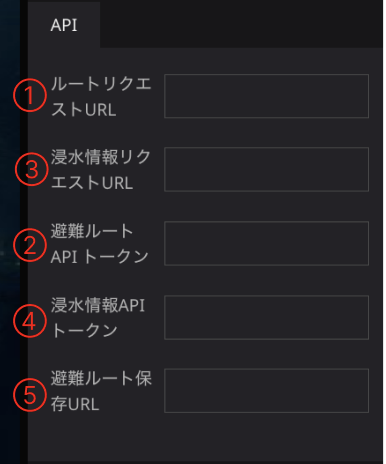 API
① ルートリクエ
ストURL
③ 浸水情報リク
エストURL
② 避難ルート
API トークン
④ 浸水情報API
トークン
⑤ 避難ルート保
存URL